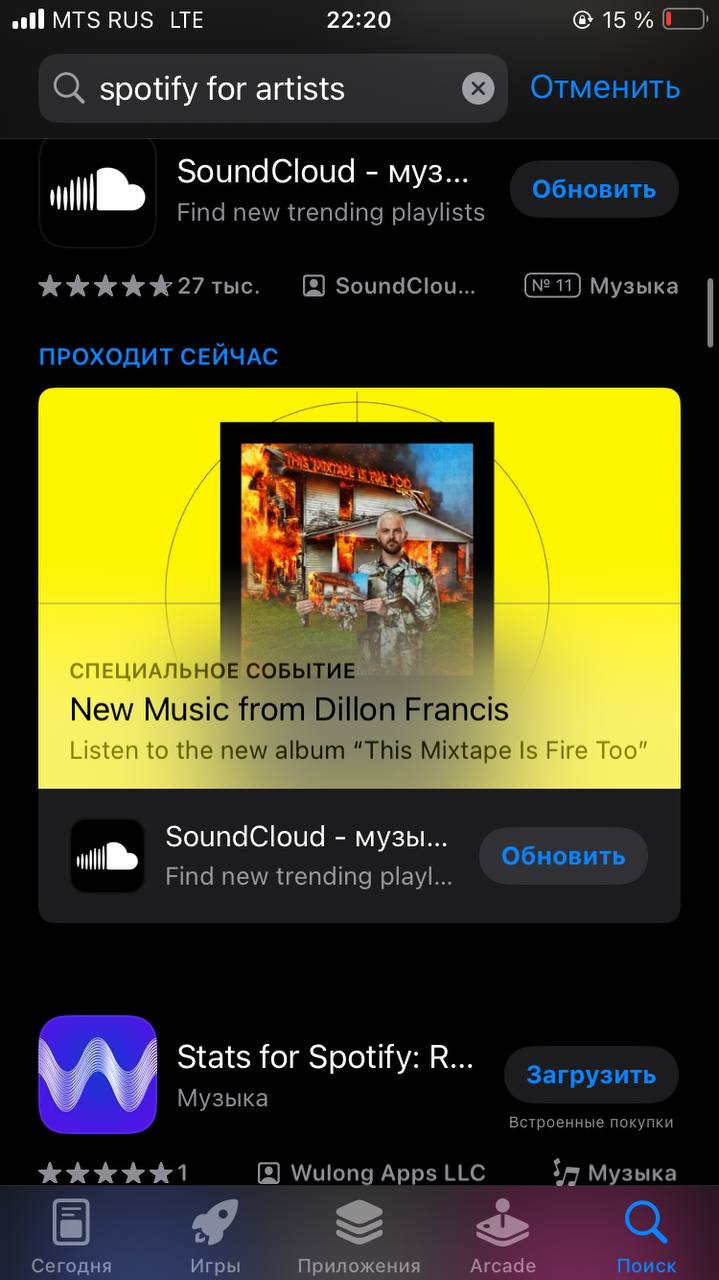 MTS RUS LTE 22:20 15 %
spotify for artists Отменить
SoundCloud - муз...
Find new trending playlists
Обновить
27 тыс. SoundClou... № 11 Музыка
ПРОХОДИТ СЕЙЧАС
THIS MIXTAPE IS FIRE TOO
СПЕЦИАЛЬНОЕ СОБЫТИЕ
New Music from Dillon Francis
Listen to the new album “This Mixtape Is Fire Too”
SoundCloud - музы...
Find new trending playl...
Обновить
Stats for Spotify: R...
Музыка
Загрузить
Встроенные покупки
1 Wulong Apps LLC Музыка
Сегодня Игры Приложения Arcade Поиск